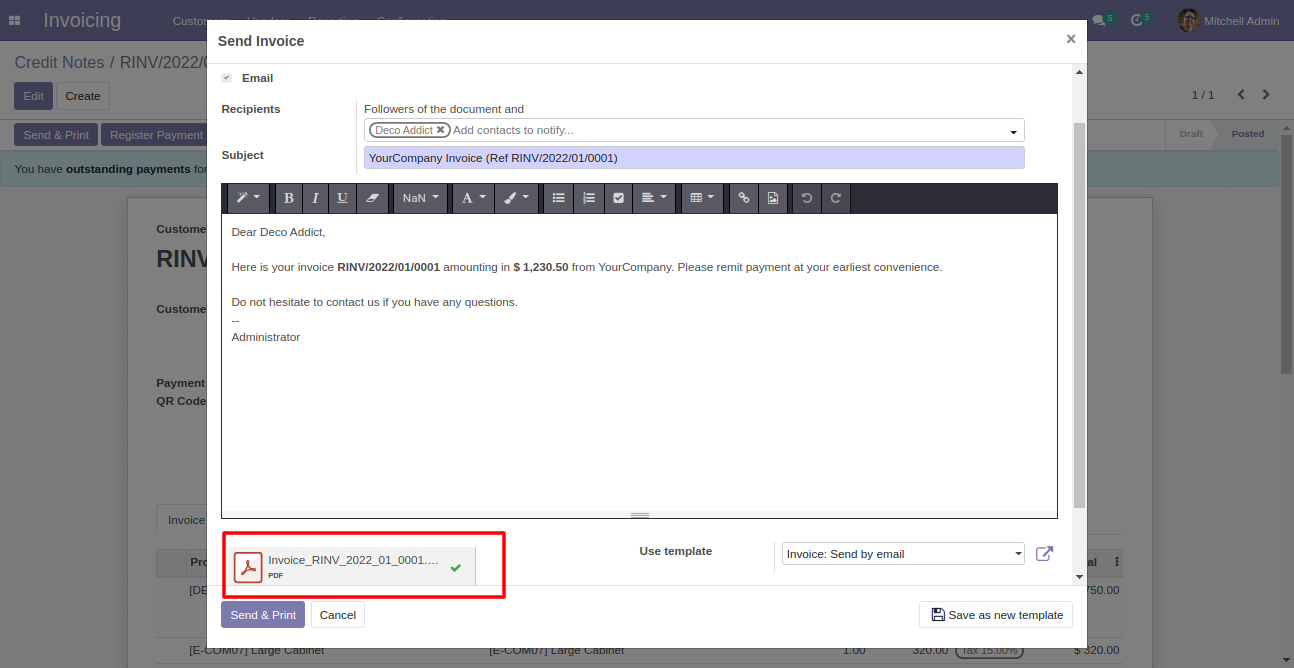 Invoicing
Customers Vendors Reporting Configuration
5 5 Mitchell Admin
Send Invoice ×
Credit Notes / RINV/2022/0
Email
Edit Create
1 / 1
Recipients
Followers of the document and
Deco Addict ✖ Add contacts to notify...
Send & Print Register Payment
Draft Posted
Subject
YourCompany Invoice (Ref RINV/2022/01/0001)
You have outstanding payments for
B I U NaN A
Custome
Dear Deco Addict,
RINV
Here is your invoice RINV/2022/01/0001 amounting in $ 1,230.50 from YourCompany. Please remit payment at your earliest convenience.
Do not hesitate to contact us if you have any questions.
Custome
--
Administrator
Payment
QR Code
Invoice
Use template
Invoice: Send by email
Invoice_RINV_2022_01_0001....
PDF
Pro
al
[DE
750.00
Send & Print Cancel
Save as new template
[E-COM07] Large Cabinet [E-COM07] Large Cabinet 1.00 320.00 Tax 15.00% $ 320.00